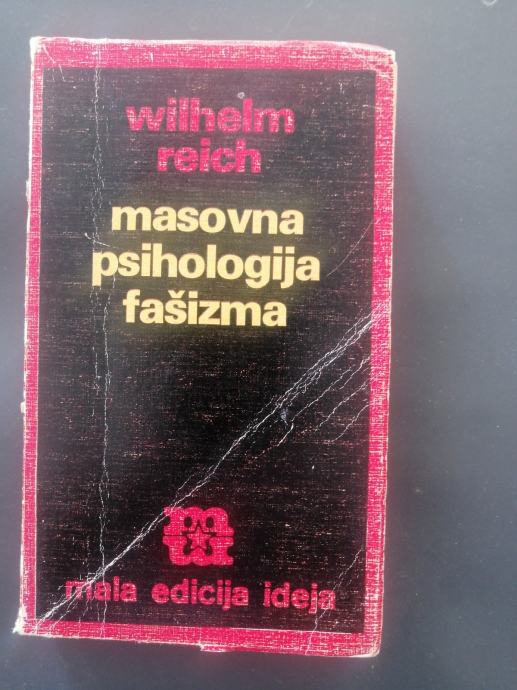 wilhelm
reich
masovna
psihologija
fašizma
mala edicija ideja